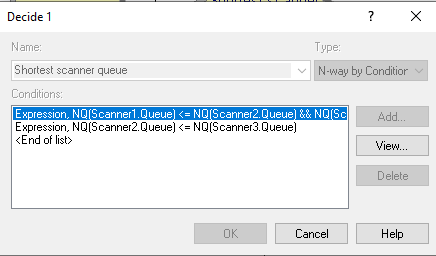 Decide 1
?
Name:
Type:
Shortest scanner queue
N-way by Condition
Conditions:
Expression, NQ(Scanner1.Queue) <= NQ(Scanner2.Queue) && NQ(Sc
Expression, NQ(Scanner2.Queue) <= NQ(Scanner3.Queue)
<End of list>
Add...
View...
Delete
OK
Cancel
Help